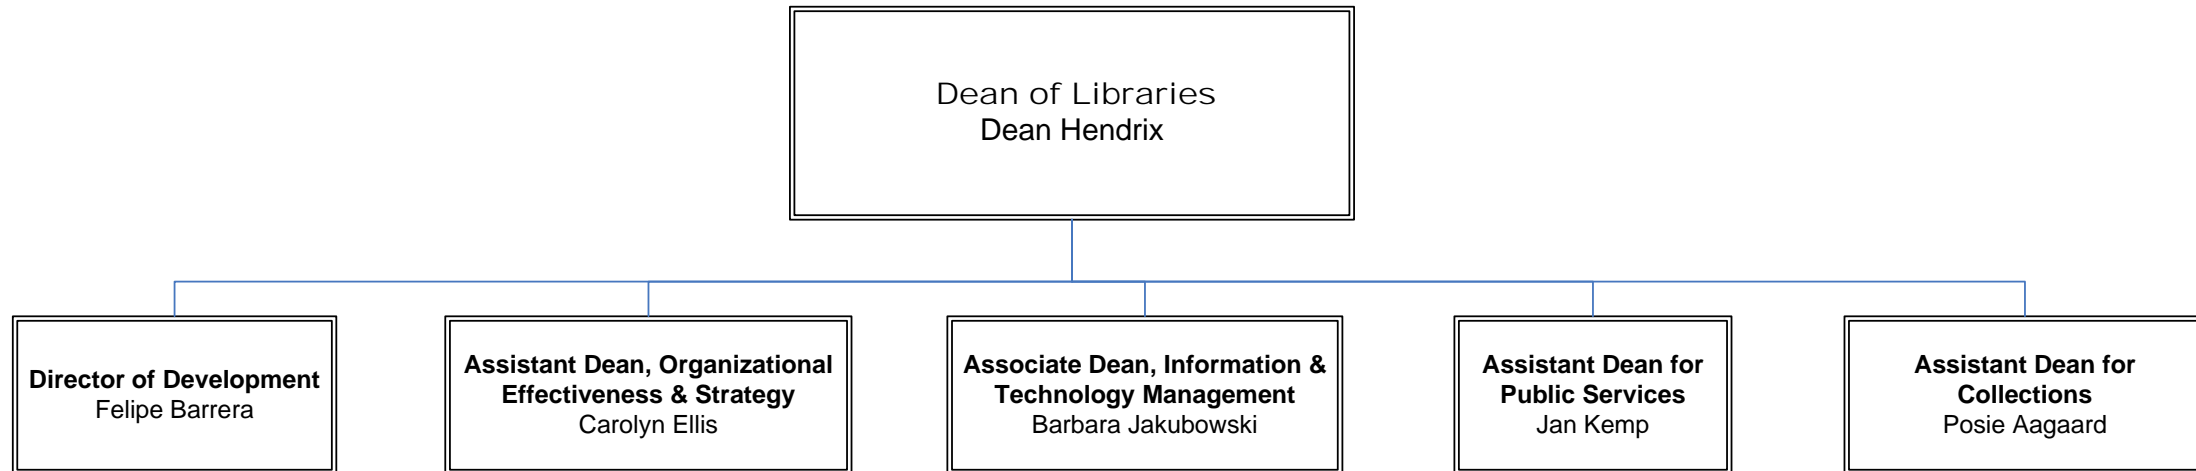 Dean of Libraries
Dean Hendrix
Director of Development
Felipe Barrera
Assistant Dean, Organizational
Effectiveness & Strategy
Carolyn Ellis
Associate Dean, Information &
Technology Management
Barbara Jakubowski
Assistant Dean for
Public Services
Jan Kemp
Assistant Dean for
Collections
Posie Aagaard